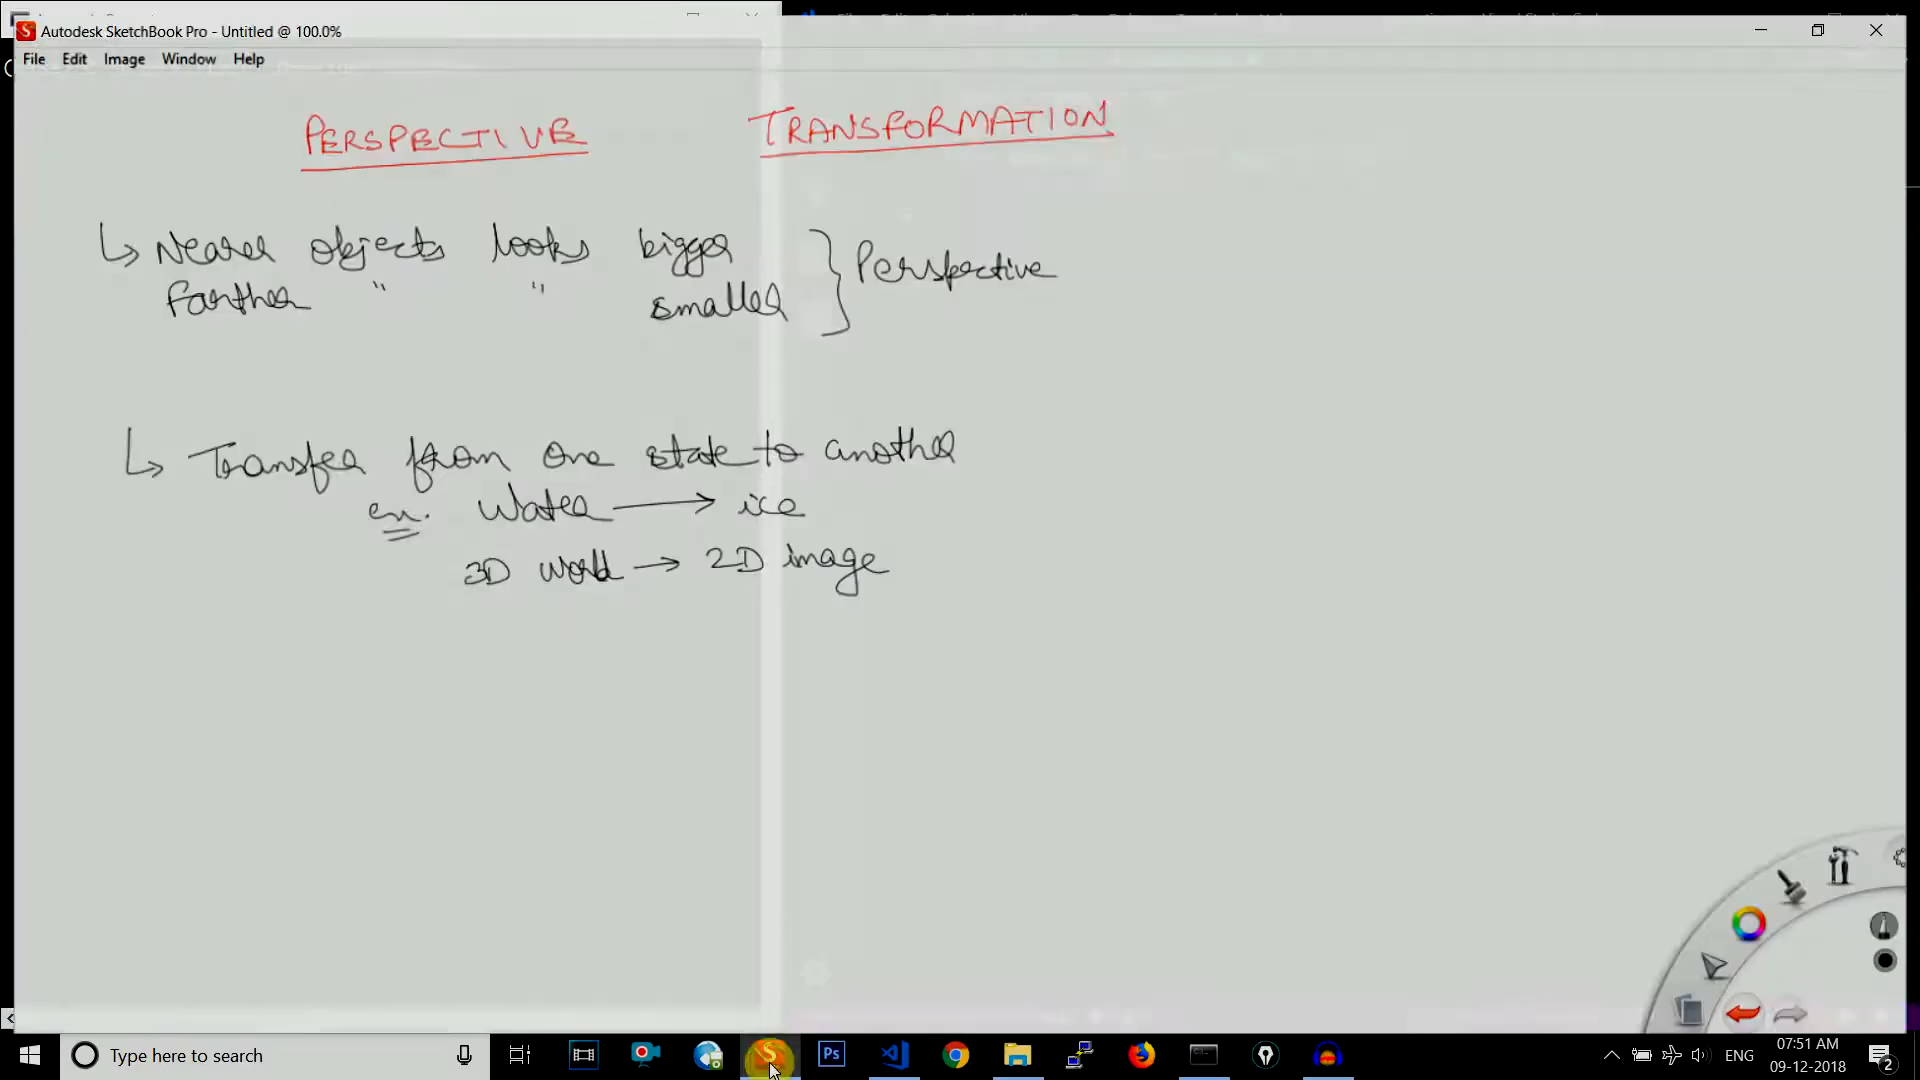 Autodesk SketchBook Pro - Untitled @ 100.0%
File Edit Image Window Help
PERSPECTIVE TRANSFORMATION
↳ Nearer objects looks bigger } Perspective
Farther " " smaller
↳ Transfer from one state to another
ex. Water → ice
3D World → 2D image
Type here to search
Ps
ENG
07:51 AM
09-12-2018
2